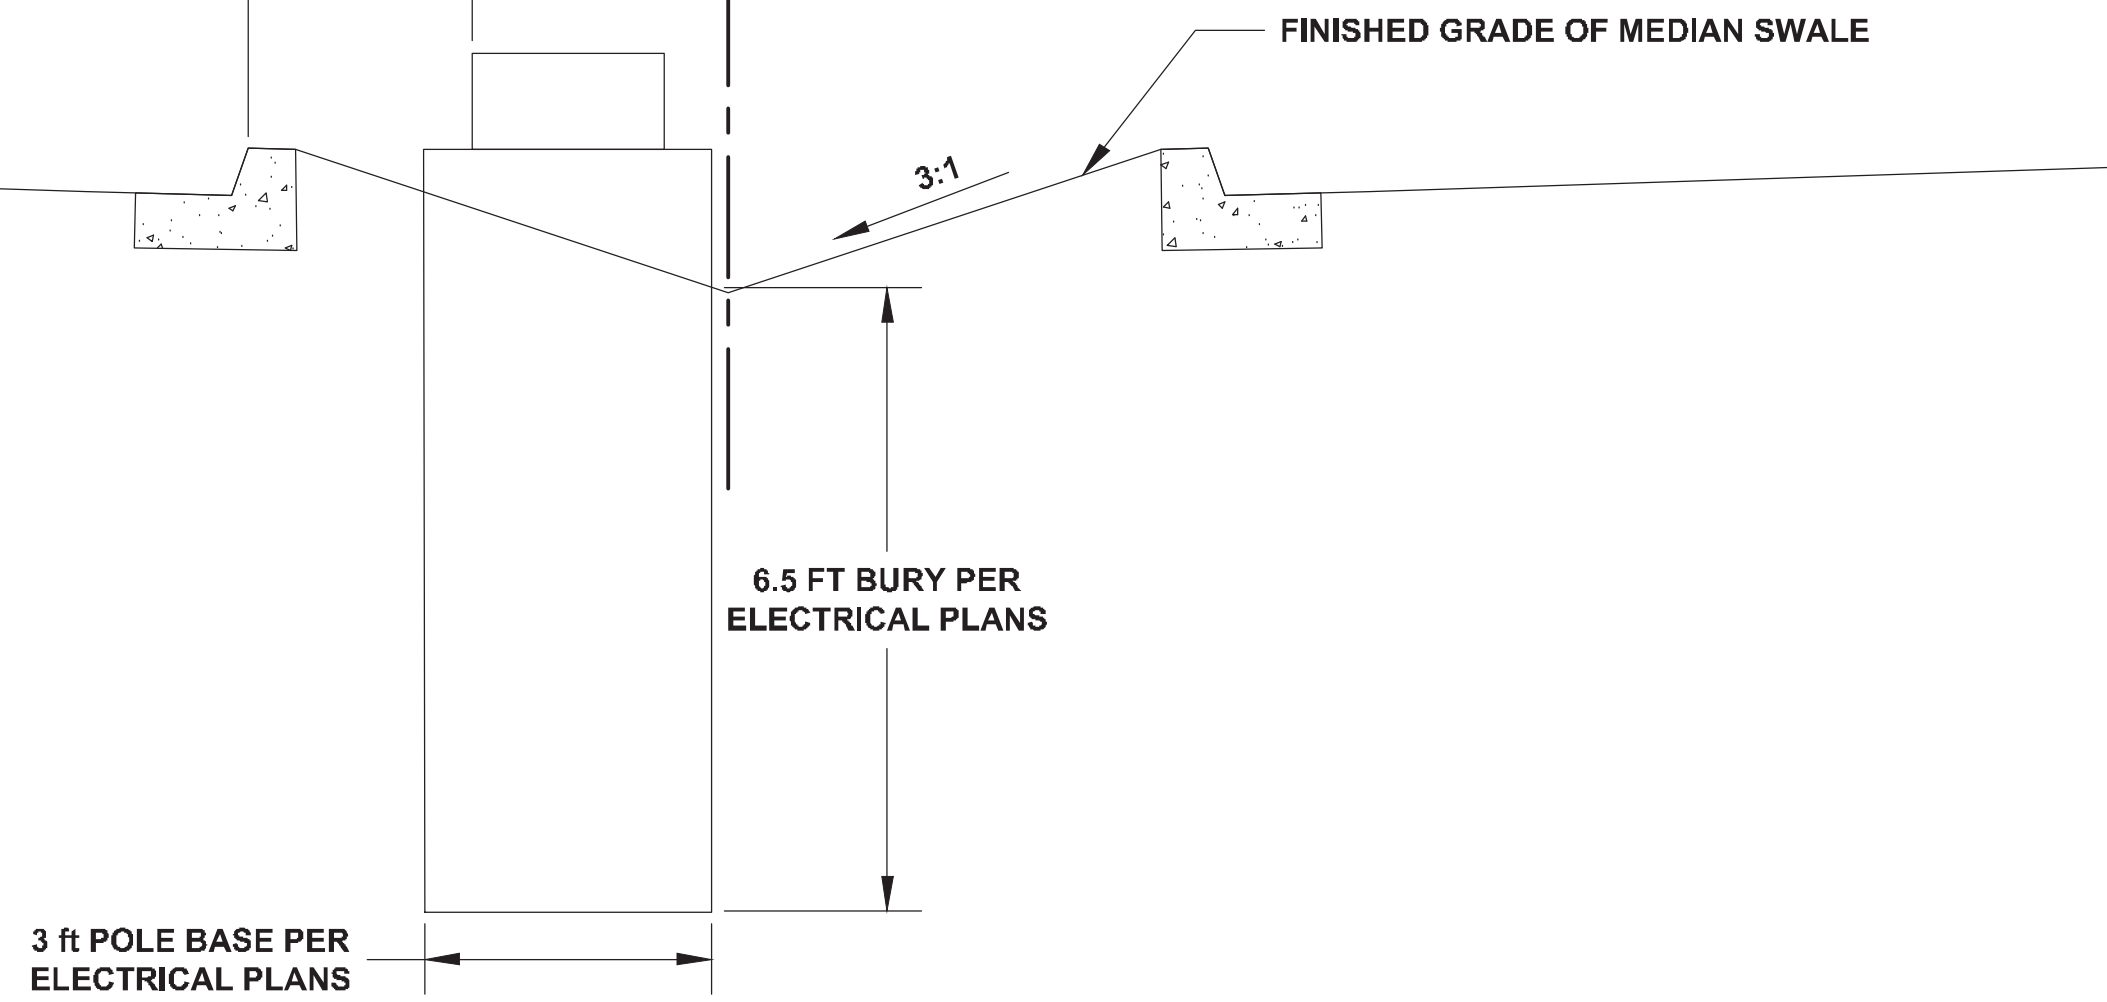 FINISHED GRADE OF MEDIAN SWALE
3:1
6.5 FT BURY PER
ELECTRICAL PLANS
3 ft POLE BASE PER
ELECTRICAL PLANS